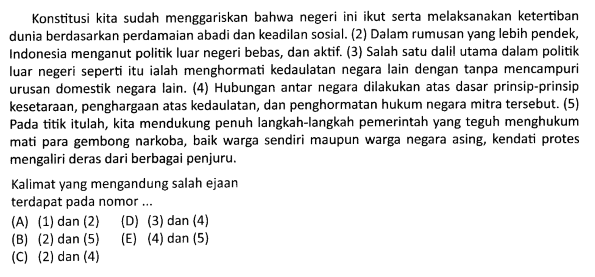 Konstitusi kita sudah menggariskan bahwa negeri ini ikut serta melaksanakan ketertiban
dunia berdasarkan perdamaian abadi dan keadilan sosial. (2) Dalam rumusan yang lebih pendek,
Indonesia menganut politik luar negeri bebas, dan aktif. (3) Salah satu dalil utama dalam politik
luar negeri seperti itu ialah menghormati kedaulatan negara lain dengan tanpa mencampuri
urusan domestik negara lain. (4) Hubungan antar negara dilakukan atas dasar prinsip-prinsip
kesetaraan, penghargaan atas kedaulatan, dan penghormatan hukum negara mitra tersebut. (5)
Pada titik itulah, kita mendukung penuh langkah-langkah pemerintah yang teguh menghukum
mati para gembong narkoba, baik warga sendiri maupun warga negara asing, kendati protes
mengaliri deras dari berbagai penjuru.
Kalimat yang mengandung salah ejaan
terdapat pada nomor ...
(A) (1) dan (2) (D) (3) dan (4)
(B) (2) dan (5) (E) (4) dan (5)
(C) (2) dan (4)